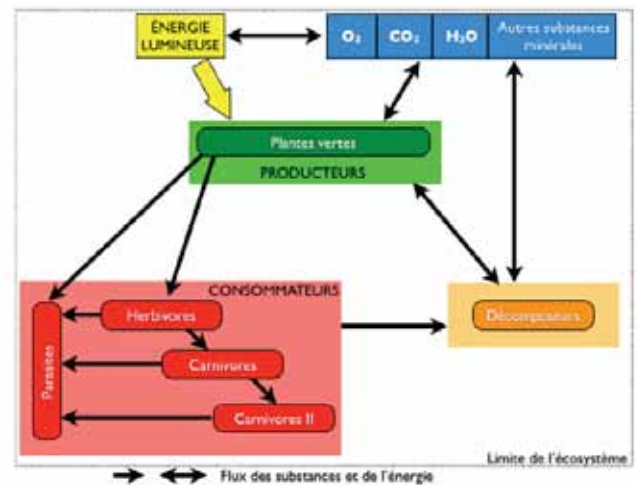 ÉNERGIE
LUMINEUSE
O₂
CO₂
H₂O
Autres substances
minérales
Plantes vertes
PRODUCTEURS
CONSOMMATEURS
Parasites
Herbivores
Carnivores
Carnivores II
Décomposeurs
Limite de l'écosystème
Flux des substances et de l'énergie